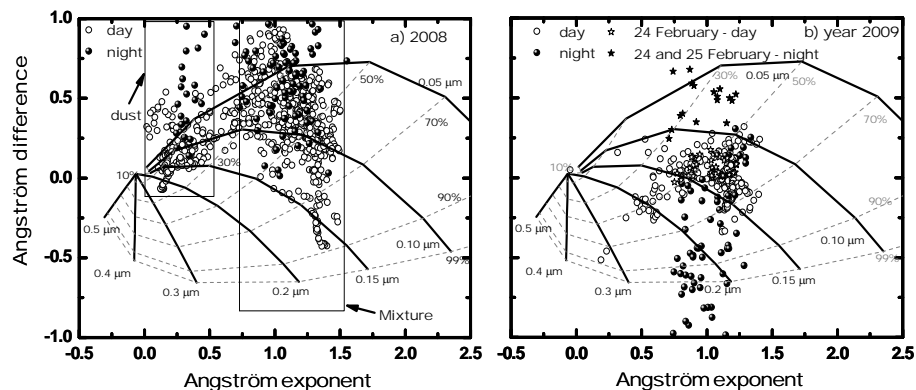 1.0
0.5
0.0
-0.5
-1.0
-0.5
0.0
0.5
1.0
1.5
2.0
2.5
Angström difference
Angström exponent
day
night
a) 2008
dust
Mixture
10%
30%
50%
70%
90%
99%
0.05 µm
0.10 µm
0.15 µm
0.2 µm
0.3 µm
0.4 µm
0.5 µm
day
night
24 February - day
24 and 25 February - night
b) year 2009
10%
30%
50%
70%
90%
99%
0.05 µm
0.10 µm
0.15 µm
0.2 µm
0.3 µm
0.4 µm
0.5 µm
-0.5
0.0
0.5
1.0
1.5
2.0
2.5
Angström exponent